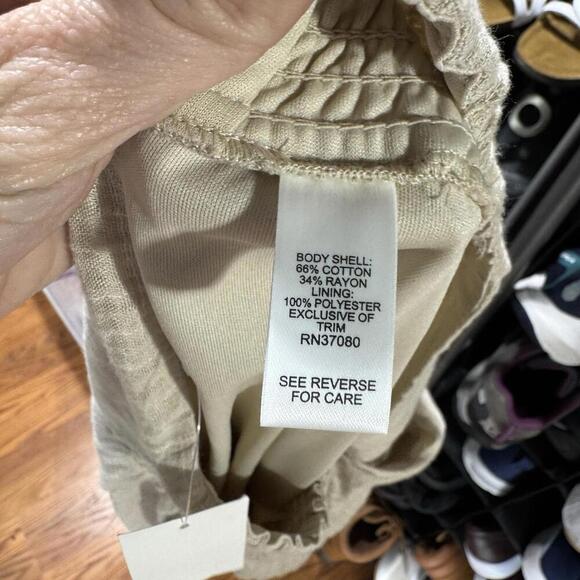 BODY SHELL:
66% COTTON
34% RAYON
LINING:
100% POLYESTER
EXCLUSIVE OF
TRIM
RN37080
SEE REVERSE
FOR CARE